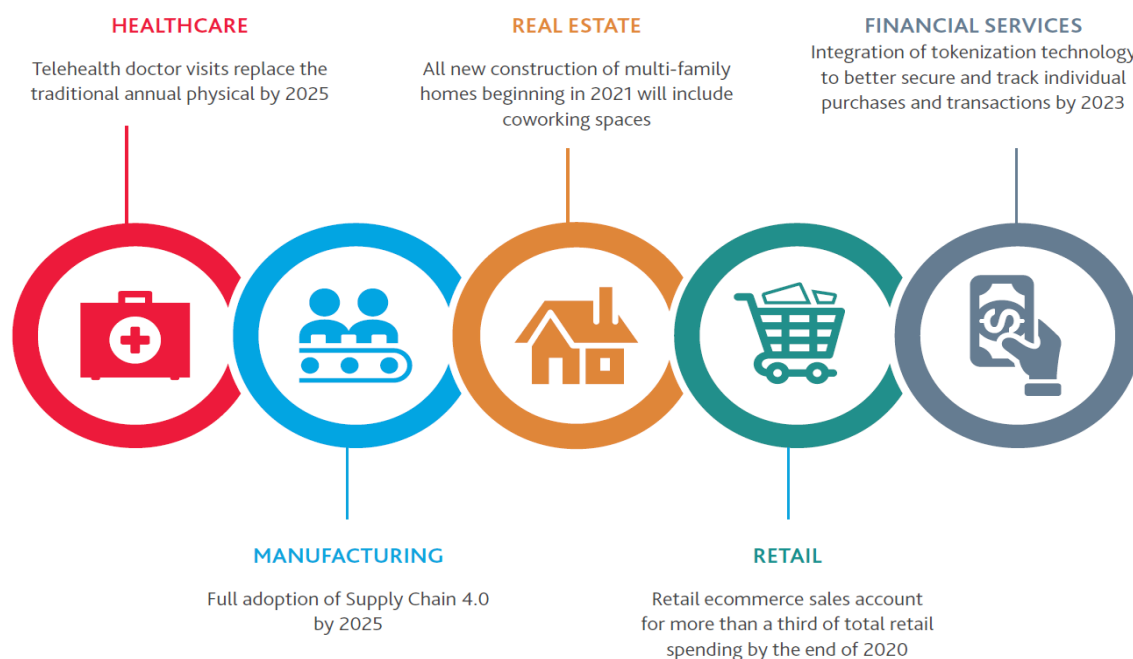 HEALTHCARE
Telehealth doctor visits replace the
traditional annual physical by 2025
REAL ESTATE
All new construction of multi-family
homes beginning in 2021 will include
coworking spaces
FINANCIAL SERVICES
Integration of tokenization technology
to better secure and track individual
purchases and transactions by 2023
$
MANUFACTURING
Full adoption of Supply Chain 4.0
by 2025
RETAIL
Retail ecommerce sales account
for more than a third of total retail
spending by the end of 2020